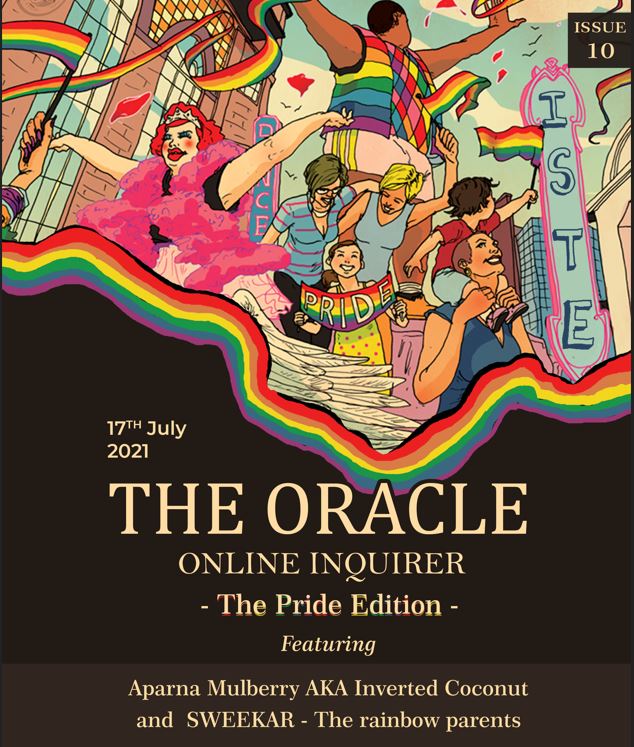 ISSUE
10
ISTE
DANCE
PRIDE
17TH July
2021
THE ORACLE
ONLINE INQUIRER
- The Pride Edition -
Featuring
Aparna Mulberry AKA Inverted Coconut
and SWEEKAR - The rainbow parents